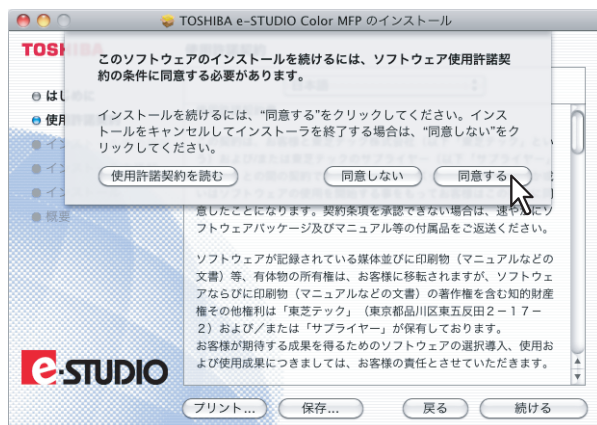 TOSHIBA e-STUDIO Color MFP のインストール
TOSHIBA
このソフトウェアのインストールを続けるには、ソフトウェア使用許諾契
約の条件に同意する必要があります。
インストールを続けるには、“同意する”をクリックしてください。インス
トールをキャンセルしてインストーラを終了する場合は、“同意しない”をク
リックしてください。
使用許諾契約を読む
同意しない
同意する
はじめに
使用
概要
意したことになります。契約条項を承認できない場合は、速やかにソ
フトウェアパッケージ及びマニュアル等の付属品をご返送ください。
ソフトウェアが記録されている媒体並びに印刷物(マニュアルなどの
文書)等、有体物の所有権は、お客様に移転されますが、ソフトウェ
アならびに印刷物(マニュアルなどの文書)の著作権を含む知的財産
権その他権利は「東芝テック」(東京都品川区東五反田2-17-
2)および/または「サプライヤー」が保有しております。
お客様が期待する成果を得るためのソフトウェアの選択導入、使用お
よび使用成果につきましては、お客様の責任とさせていただきます。
e-STUDIO
プリント...
保存...
戻る
続ける